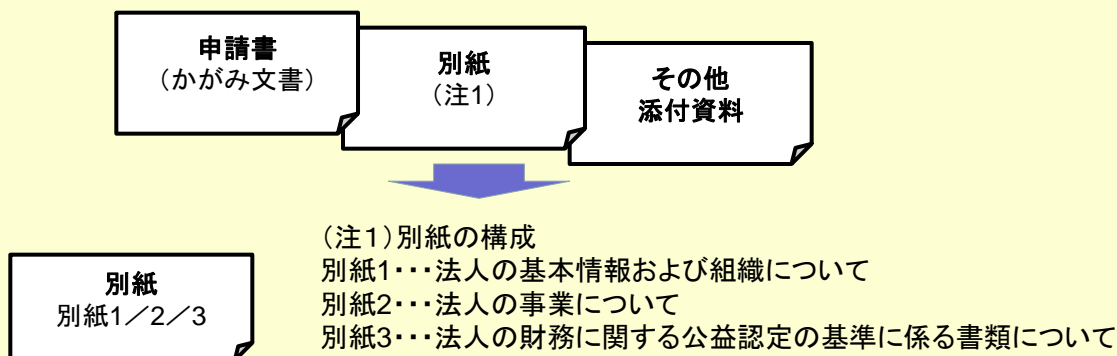 申請書
（かがみ文書）
別紙
（注1）
その他
添付資料
（注１）別紙の構成
別紙1・・・法人の基本情報および組織について
別紙2・・・法人の事業について
別紙3・・・法人の財務に関する公益認定の基準に係る書類について
別紙
別紙1／2／3